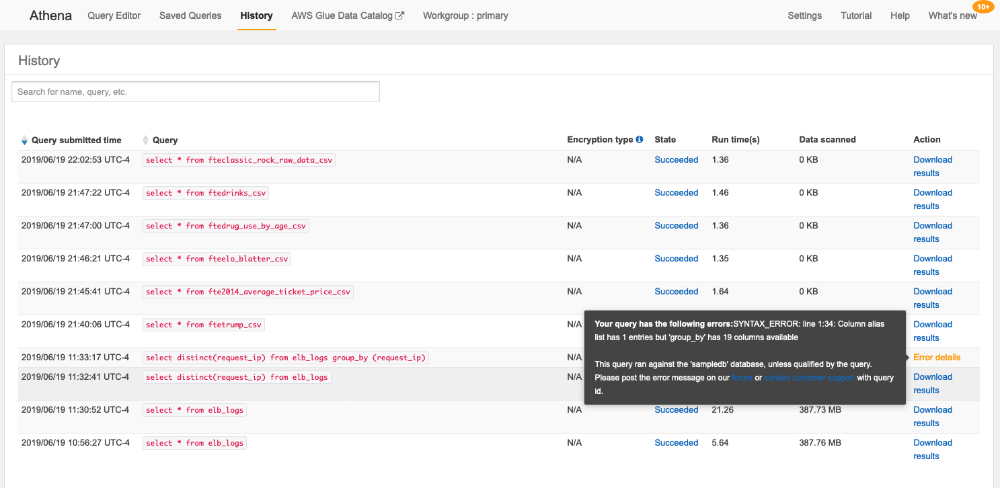 Athena Query Editor Saved Queries History AWS Glue Data Catalog Workgroup : primary Settings Tutorial Help What's new 10+
History
Search for name, query, etc.
Query submitted time Query Encryption type State Run time(s) Data scanned Action
2019/06/19 22:02:53 UTC-4 select * from fteclassic_rock_raw_data_csv N/A Succeeded 1.36 0 KB Download
results
2019/06/19 21:47:22 UTC-4 select * from ftedrinks_csv N/A Succeeded 1.46 0 KB Download
results
2019/06/19 21:47:00 UTC-4 select * from ftedrug_use_by_age_csv N/A Succeeded 1.36 0 KB Download
results
2019/06/19 21:46:21 UTC-4 select * from fteelo_blatter_csv N/A Succeeded 1.35 0 KB Download
results
2019/06/19 21:45:41 UTC-4 select * from fte2014_average_ticket_price_csv N/A Succeeded 1.64 0 KB Download
results
2019/06/19 21:40:06 UTC-4 select * from ftetrump_csv N/A Download
results
2019/06/19 11:33:17 UTC-4 select distinct(request_ip) from elb_logs group_by (request_ip) N/A Error details
Your query has the following errors:SYNTAX_ERROR: line 1:34: Column alias
list has 1 entries but 'group_by' has 19 columns available
This query ran against the 'sampledb' database, unless qualified by the query.
Please post the error message on our forum or contact customer support with query
id.
2019/06/19 11:32:41 UTC-4 select distinct(request_ip) from elb_logs N/A Download
results
2019/06/19 11:30:52 UTC-4 select * from elb_logs N/A Succeeded 21.26 387.73 MB Download
results
2019/06/19 10:56:27 UTC-4 select * from elb_logs N/A Succeeded 5.64 387.76 MB Download
results